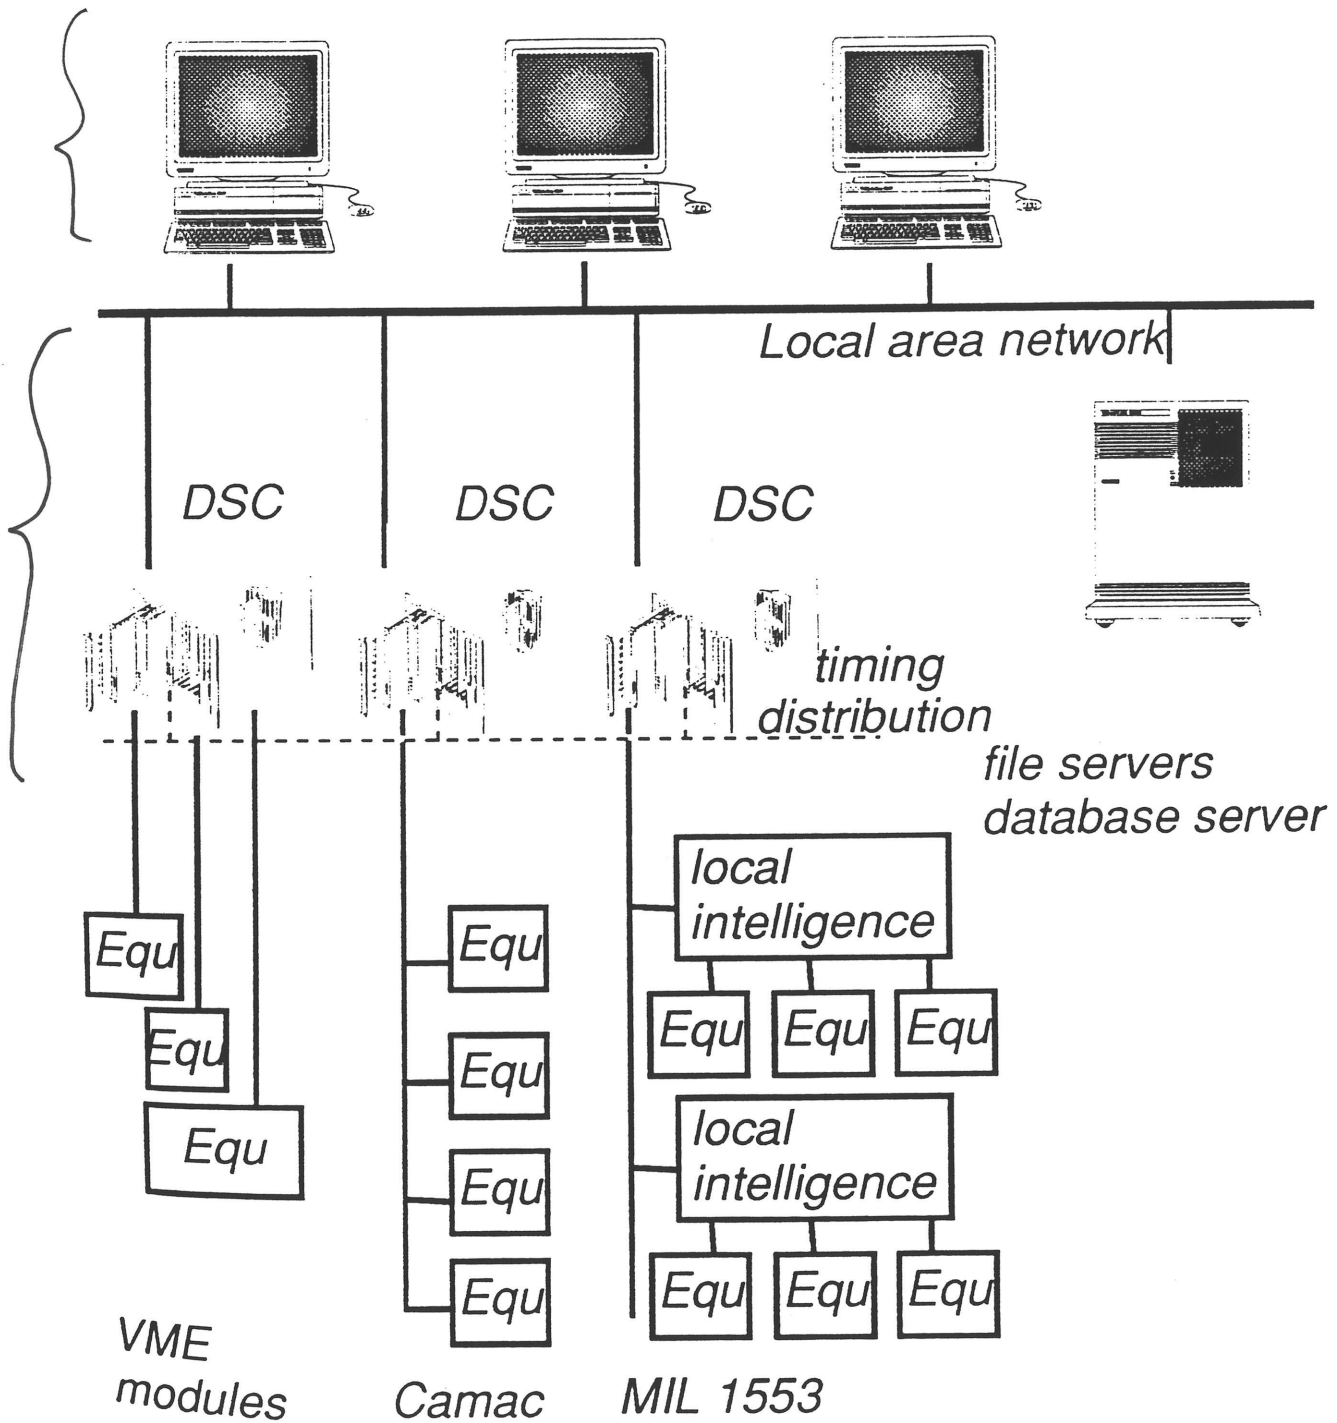 Local area network
DSC
DSC
DSC
timing
distribution
file servers
database server
local
intelligence
Equ
Equ
Equ
Equ
Equ
Equ
Equ
Equ
Equ
Equ
local
intelligence
Equ
Equ
Equ
VME
modules
Camac
MIL 1553